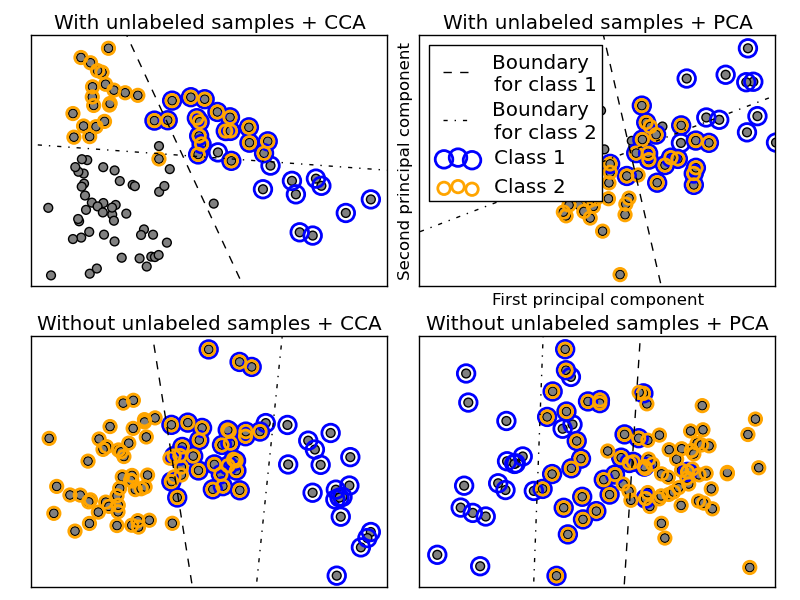 With unlabeled samples + CCA
With unlabeled samples + PCA
Second principal component
Boundary
for class 1
Boundary
for class 2
Class 1
Class 2
First principal component
Without unlabeled samples + CCA
Without unlabeled samples + PCA